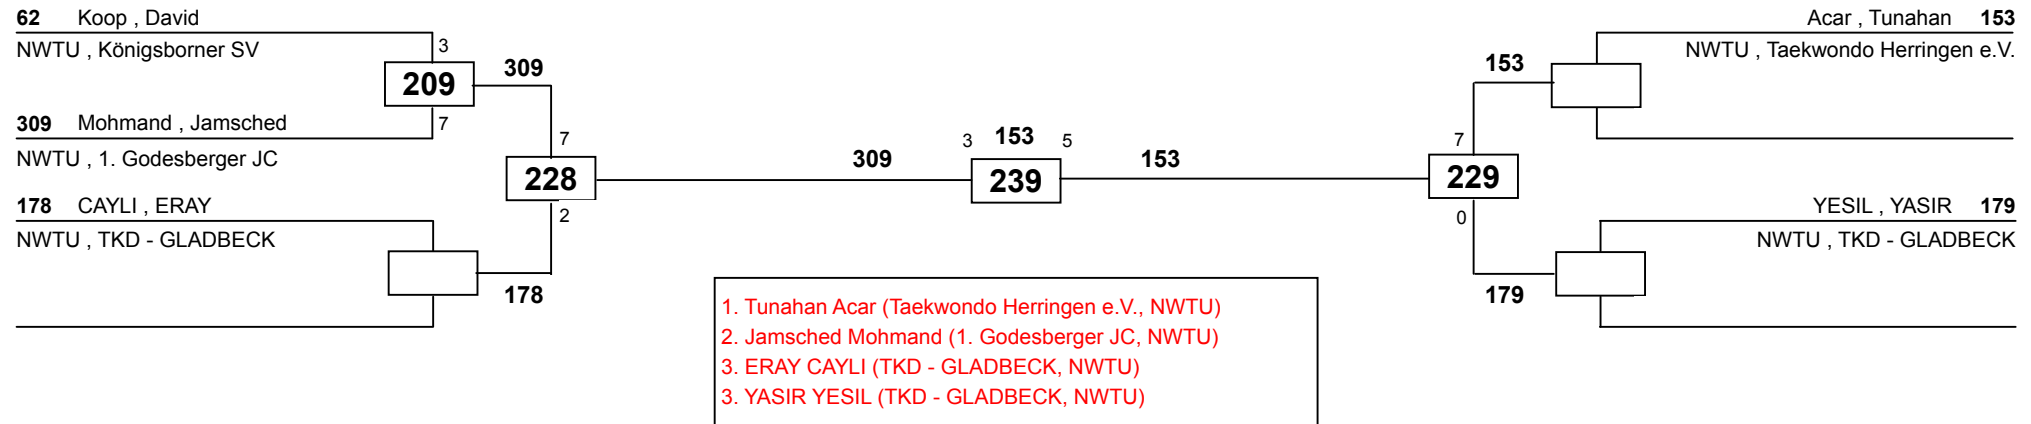 62 Koop , David
NWTU , Königsborner SV
3
209
309
309 Mohmand , Jamsched
7
NWTU , 1. Godesberger JC
7
228
2
178 CAYLI , ERAY
NWTU , TKD - GLADBECK
178
309
3 153 5
239
153
Acar , Tunahan 153
NWTU , Taekwondo Herringen e.V.
153
7
229
0
YESIL , YASIR 179
NWTU , TKD - GLADBECK
179
1. Tunahan Acar (Taekwondo Herringen e.V., NWTU)
2. Jamsched Mohmand (1. Godesberger JC, NWTU)
3. ERAY CAYLI (TKD - GLADBECK, NWTU)
3. YASIR YESIL (TKD - GLADBECK, NWTU)